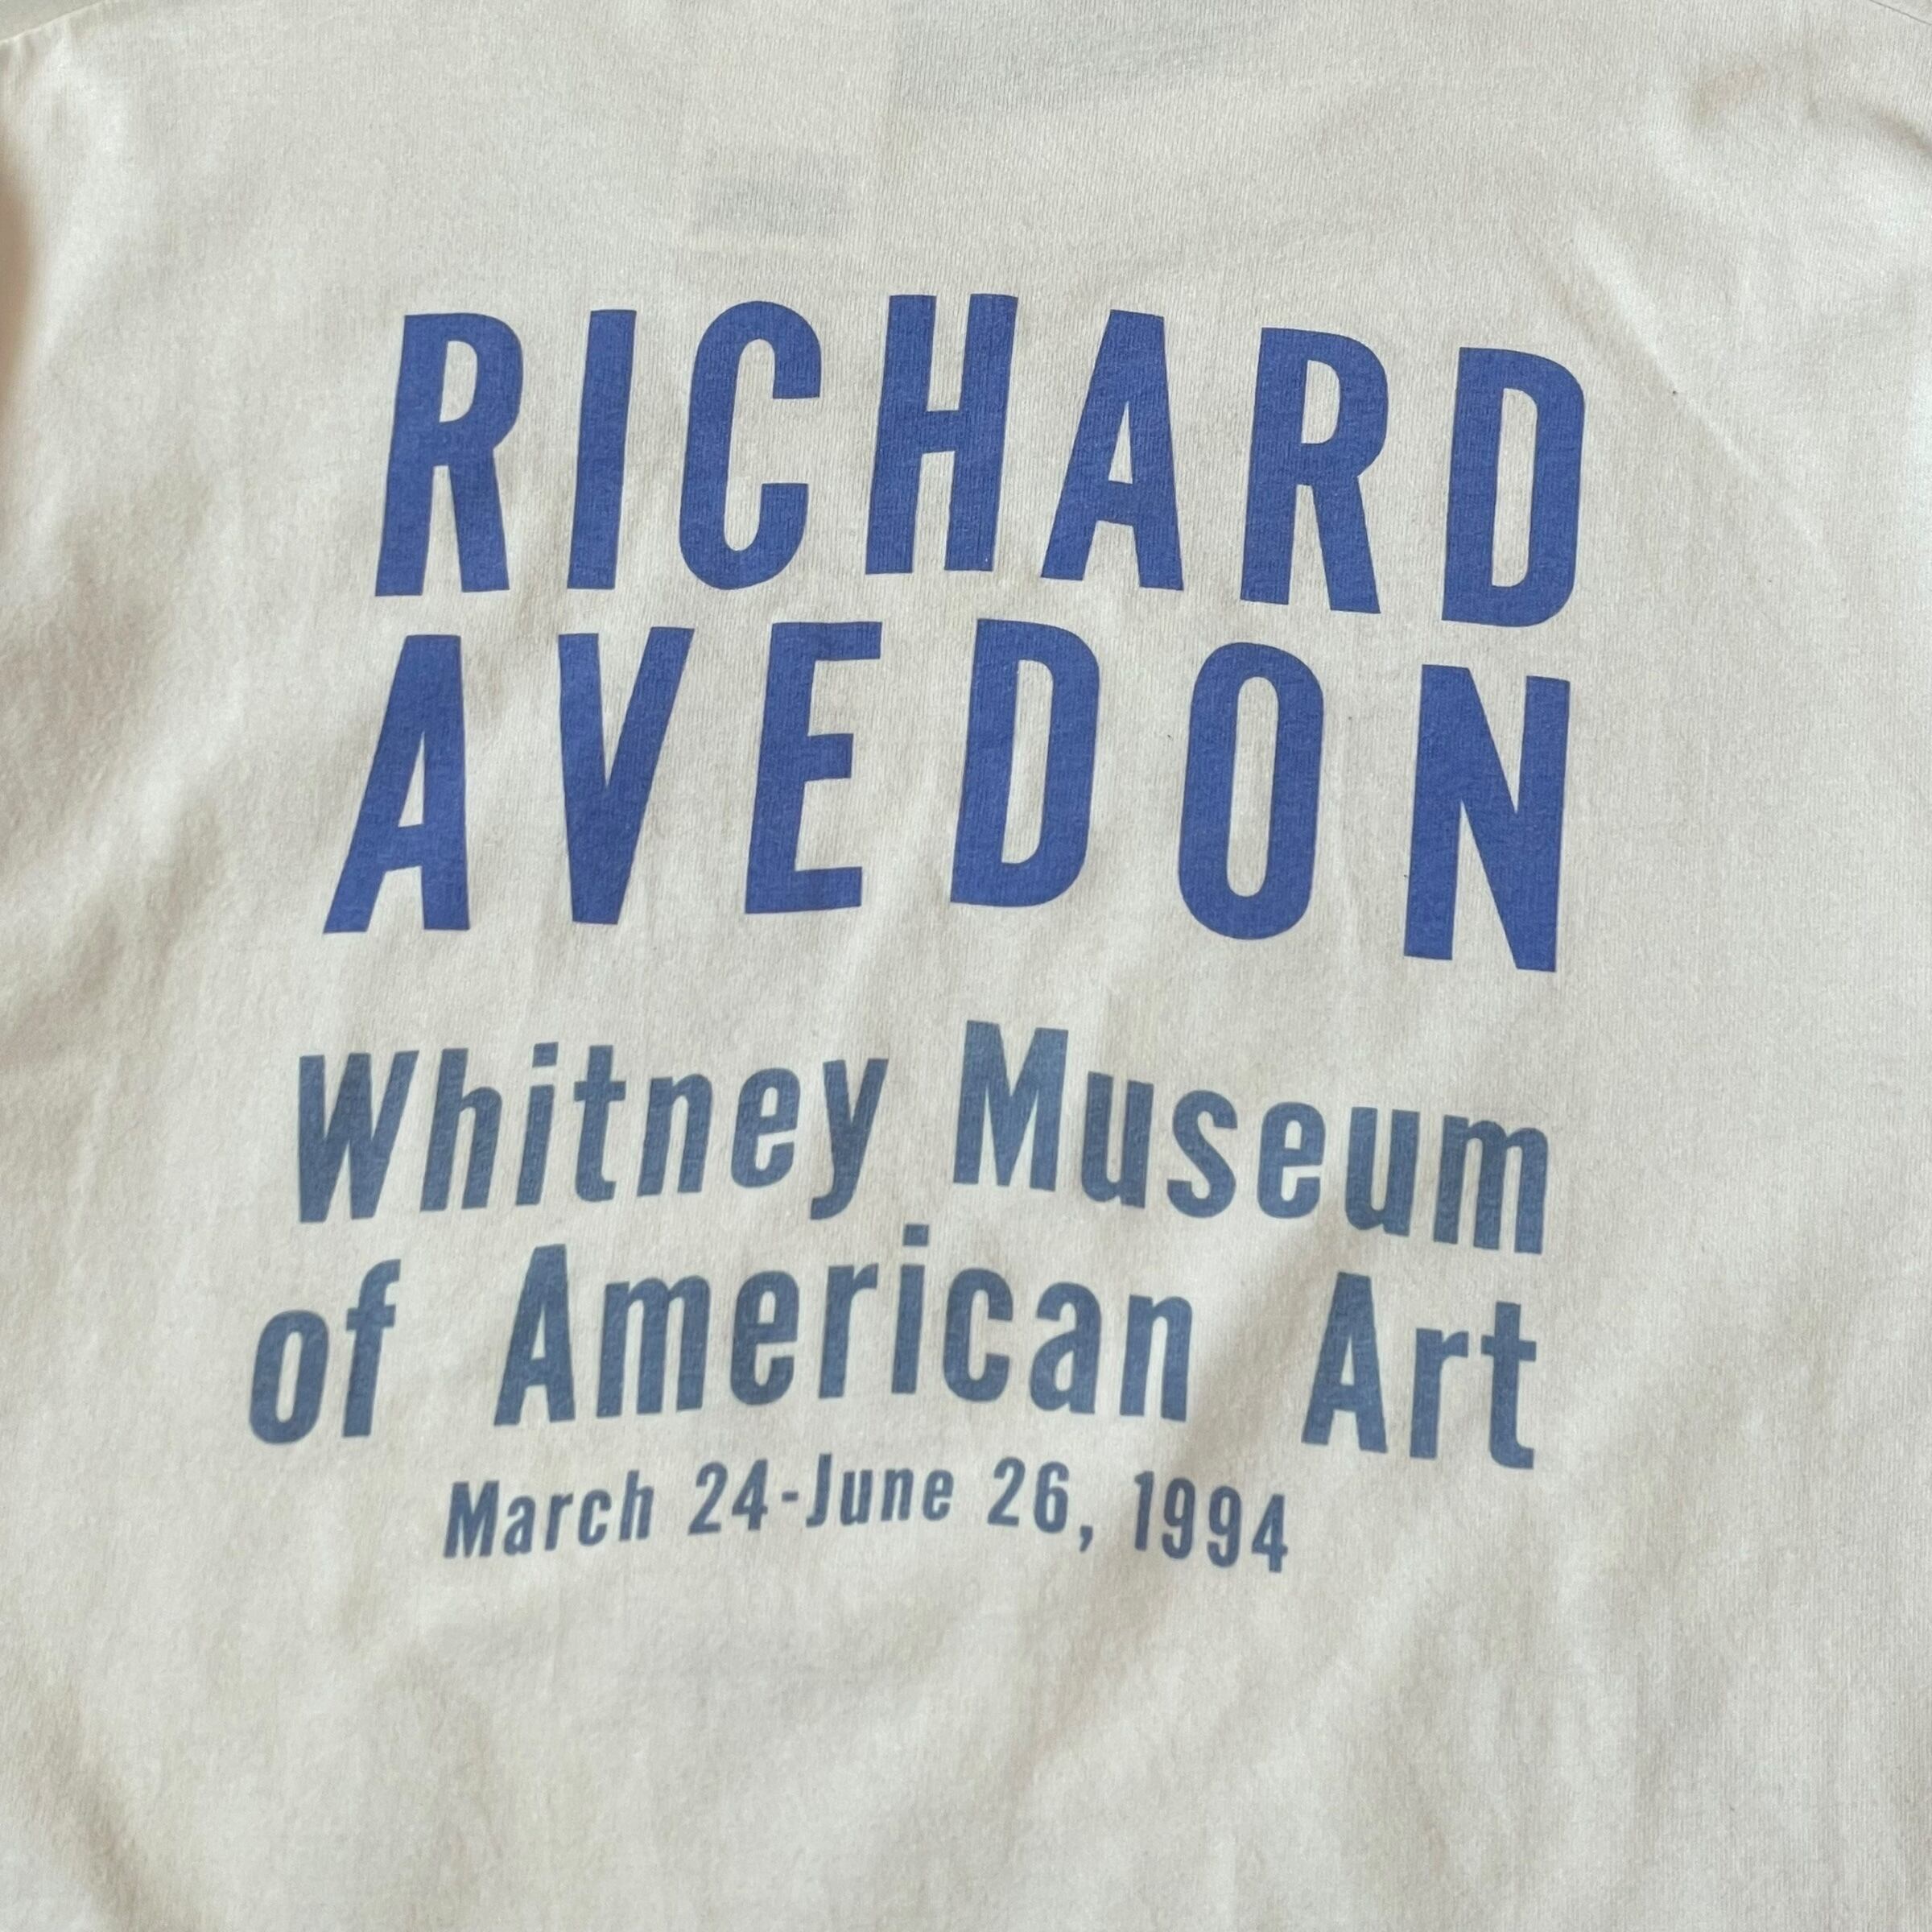 RICHARD
AVEDON
Whitney Museum
of American Art
March 24-June 26, 1994